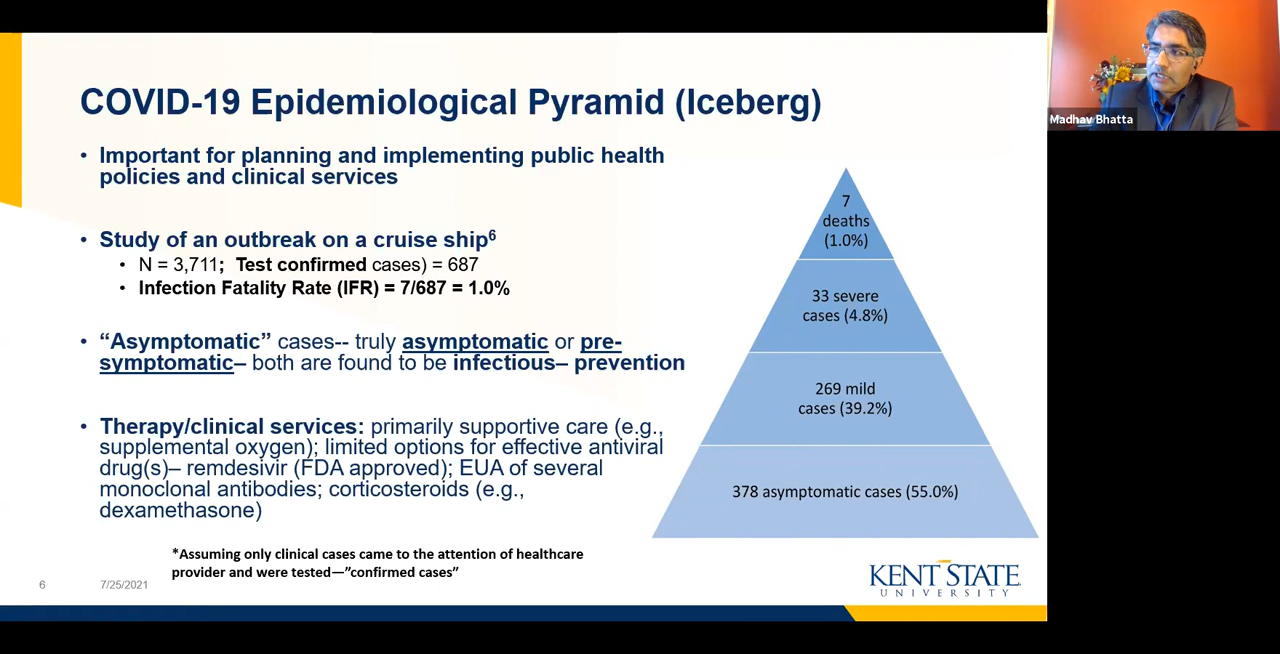 COVID-19 Epidemiological Pyramid (Iceberg)
• Important for planning and implementing public health
policies and clinical services
• Study of an outbreak on a cruise ship6
• N = 3,711; Test confirmed cases) = 687
• Infection Fatality Rate (IFR) = 7/687 = 1.0%
• “Asymptomatic” cases-- truly asymptomatic or pre-
symptomatic– both are found to be infectious– prevention
• Therapy/clinical services: primarily supportive care (e.g.,
supplemental oxygen); limited options for effective antiviral
drug(s)– remdesivir (FDA approved); EUA of several
monoclonal antibodies; corticosteroids (e.g.,
dexamethasone)
*Assuming only clinical cases came to the attention of healthcare
provider and were tested—”confirmed cases”
7
deaths
(1.0%)
33 severe
cases (4.8%)
269 mild
cases (39.2%)
378 asymptomatic cases (55.0%)
6
7/25/2021
KENT STATE
UNIVERSITY
Madhav Bhatta